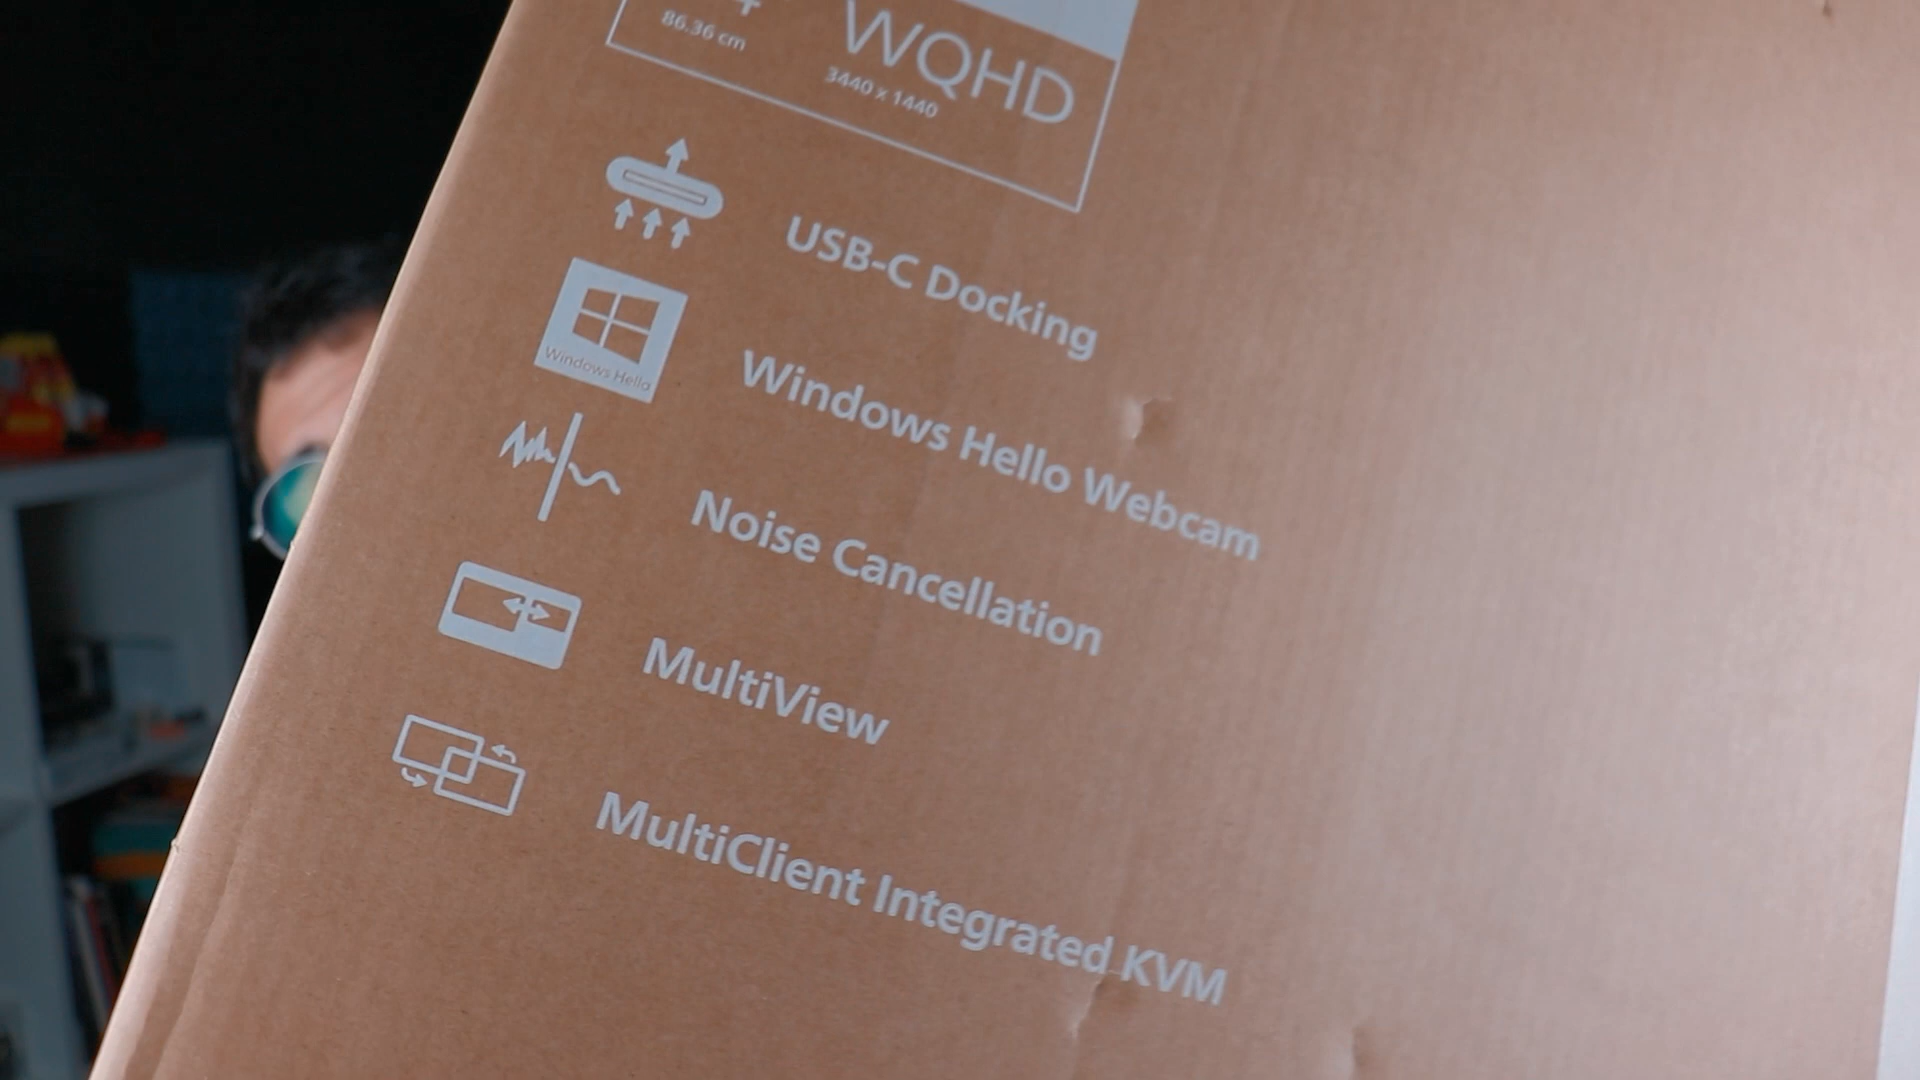 86.36 cm
WQHD
3440 x 1440
USB-C Docking
Windows Hello
Windows Hello Webcam
Noise Cancellation
MultiView
MultiClient Integrated KVM